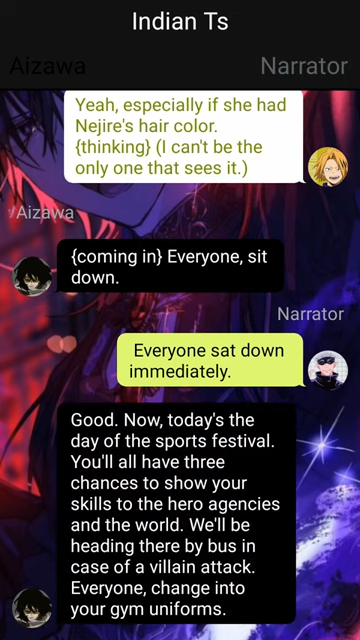 Indian Ts
Aizawa
Narrator
Yeah, especially if she had
Nejire's hair color.
{thinking} (I can't be the
only one that sees it.)
Aizawa
{coming in} Everyone, sit
down.
Narrator
Everyone sat down
immediately.
Good. Now, today's the
day of the sports festival.
You'll all have three
chances to show your
skills to the hero agencies
and the world. We'll be
heading there by bus in
case of a villain attack.
Everyone, change into
your gym uniforms.